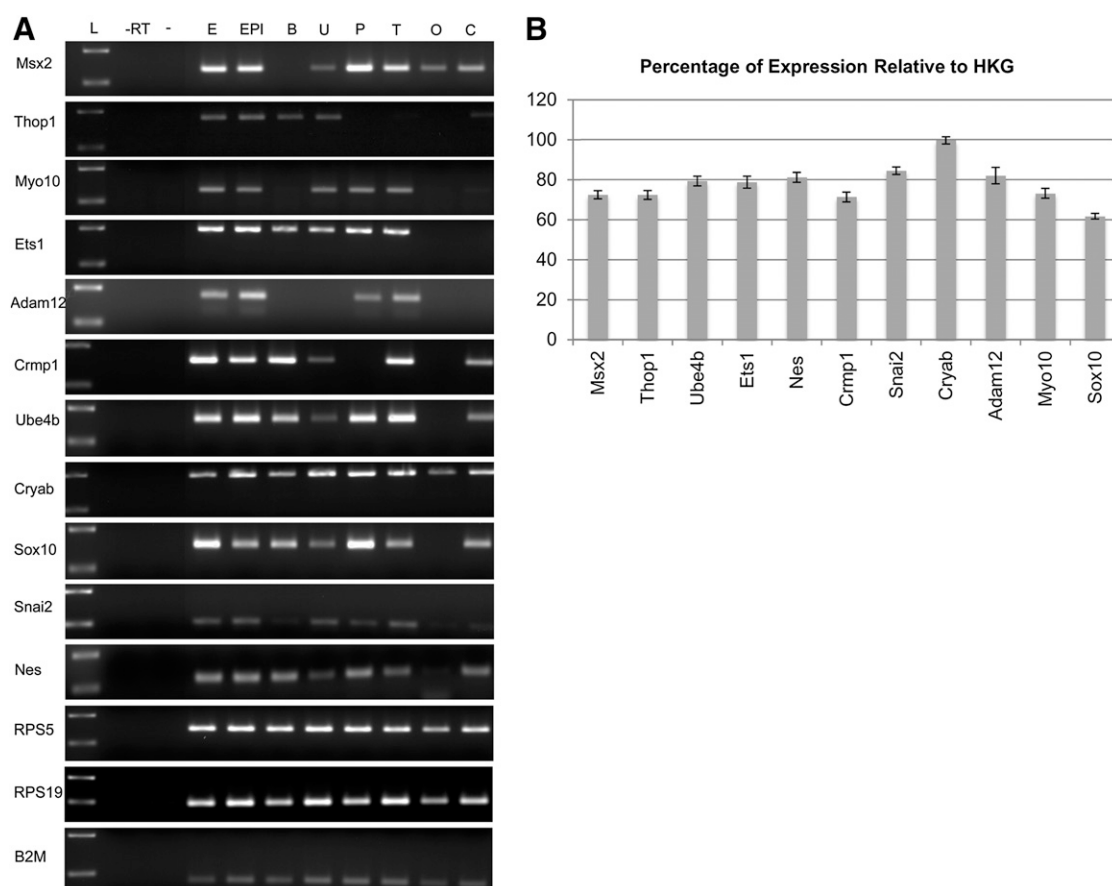 A
L -RT - E EPI B U P T O C
Msx2
Thop1
Myo10
Ets1
Adam12
Crmp1
Ube4b
Cryab
Sox10
Snai2
Nes
RPS5
RPS19
B2M
B
Percentage of Expression Relative to HKG
120
100
80
60
40
20
0
Msx2 Thop1 Ube4b Ets1 Nes Crmp1 Snai2 Cryab Adam12 Myo10 Sox10